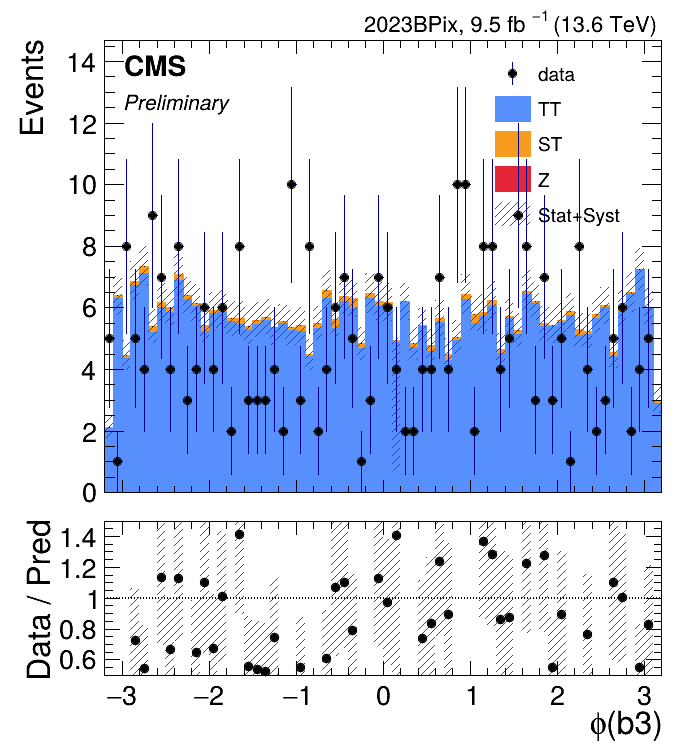 2023BPix, 9.5 fb⁻¹ (13.6 TeV)
CMS
Preliminary
data
TT
ST
Z
Stat+Syst
Events
14
12
10
8
6
4
2
0
Data / Pred
1.4
1.2
1
0.8
0.6
−3 −2 −1 0 1 2 3
ϕ(b3)